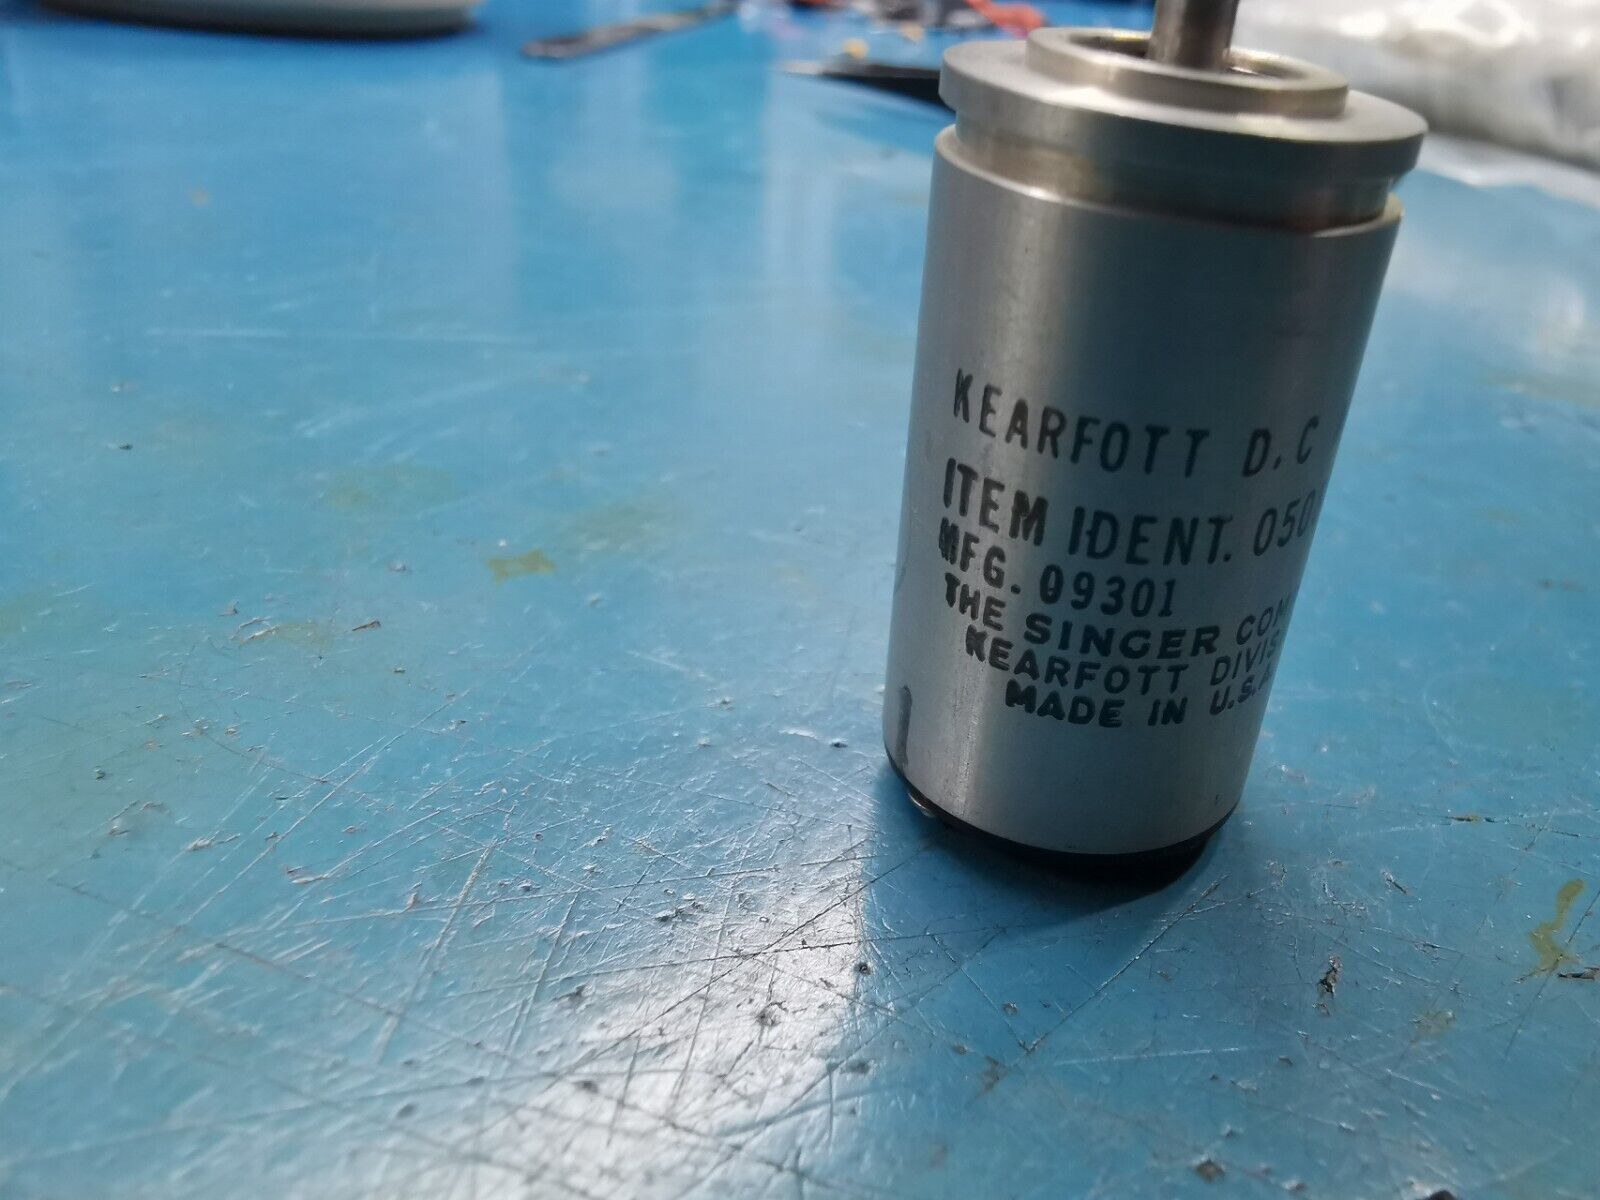 KEARFOTT D.C
ITEM IDENT. 050
MFG. 09301
THE SINGER COM
KEARFOTT DIVIS
MADE IN U.S.A